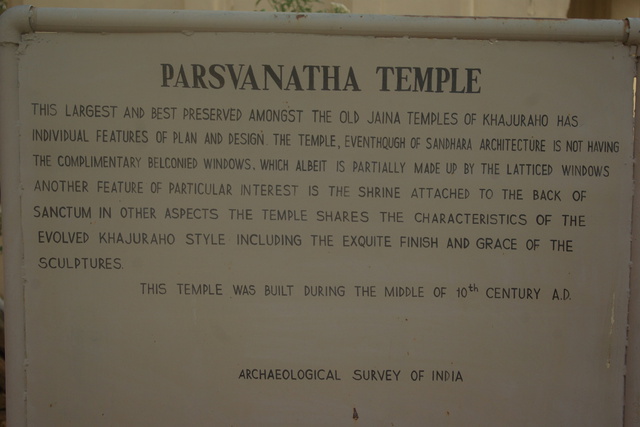 PARSVANATHA TEMPLE
THIS LARGEST AND BEST PRESERVED AMONGST THE OLD JAINA TEMPLES OF KHAJURAHO HAS
INDIVIDUAL FEATURES OF PLAN AND DESIGN. THE TEMPLE, EVENTHOUGH OF SANDHARA ARCHITECTURE IS NOT HAVING
THE COMPLIMENTARY BELCONIED WINDOWS, WHICH ALBEIT IS PARTIALLY MADE UP BY THE LATTICED WINDOWS
ANOTHER FEATURE OF PARTICULAR INTEREST IS THE SHRINE ATTACHED TO THE BACK OF
SANCTUM IN OTHER ASPECTS THE TEMPLE SHARES THE CHARACTERISTICS OF THE
EVOLVED KHAJURAHO STYLE INCLUDING THE EXQUITE FINISH AND GRACE OF THE
SCULPTURES.
THIS TEMPLE WAS BUILT DURING THE MIDDLE OF 10th CENTURY A.D.
ARCHAEOLOGICAL SURVEY OF INDIA